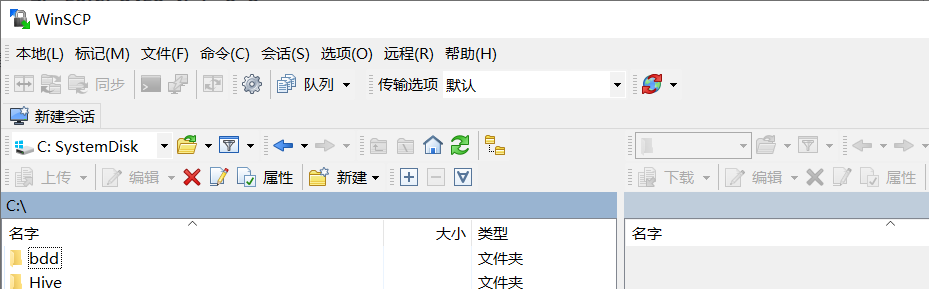 WinSCP
本地(L) 标记(M) 文件(F) 命令(C) 会话(S) 选项(O) 远程(R) 帮助(H)
同步 队列 传输选项 默认
新建会话
C: SystemDisk
上传 编辑 属性 新建 下载 编辑 属性
C:\
名字 大小 类型 名字
bdd 文件夹
Hive 文件夹